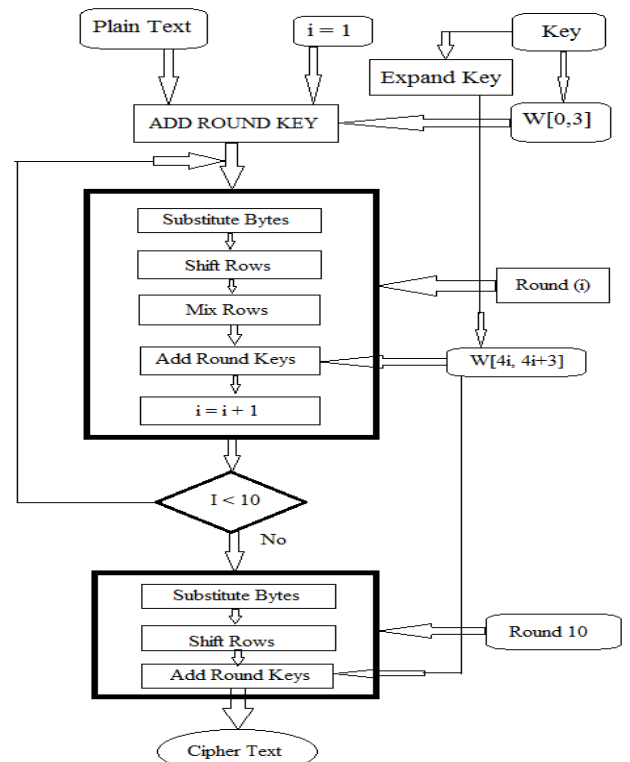 Plain Text
i = 1
Key
Expand Key
ADD ROUND KEY
W[0,3]
Substitute Bytes
Shift Rows
Mix Rows
Round (i)
Add Round Keys
W[4i, 4i+3]
i = i + 1
I < 10
No
Substitute Bytes
Shift Rows
Round 10
Add Round Keys
Cipher Text